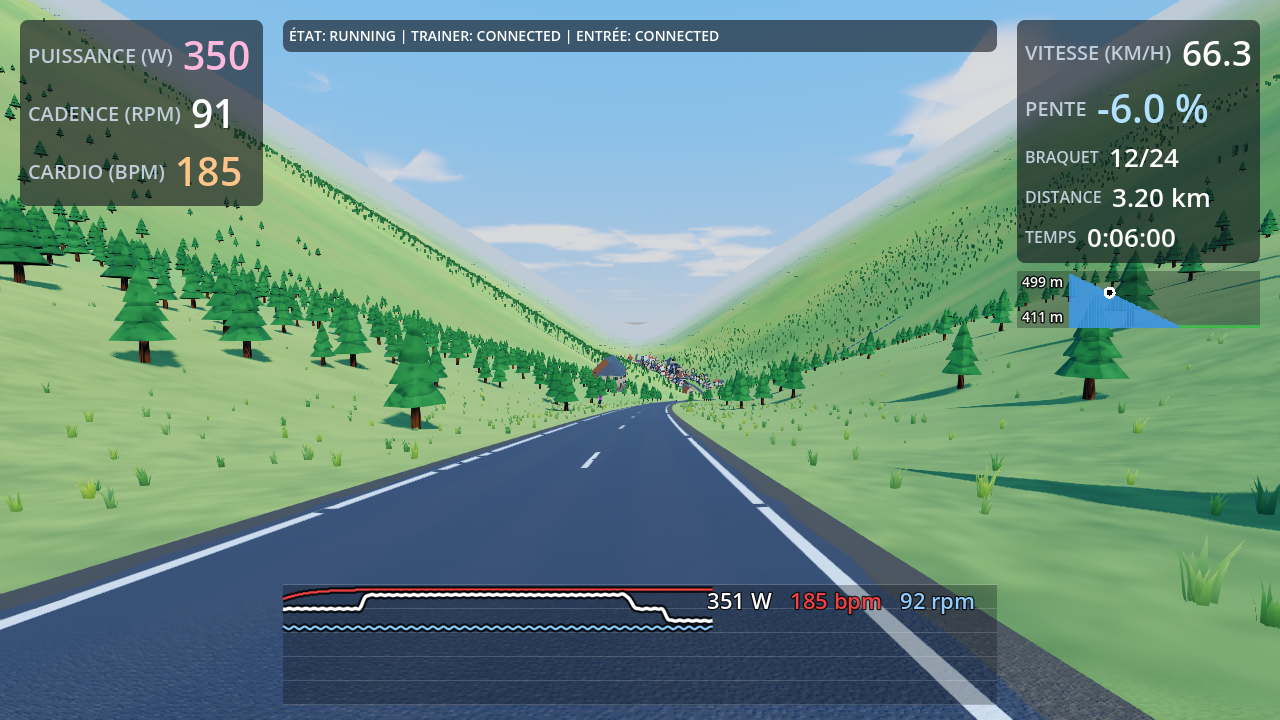 PUISSANCE (W) 350
CADENCE (RPM) 91
CARDIO (BPM) 185
ÉTAT: RUNNING | TRAINER: CONNECTED | ENTRÉE: CONNECTED
VITESSE (KM/H) 66.3
PENTE -6.0 %
BRAQUET 12/24
DISTANCE 3.20 km
TEMPS 0:06:00
499 m
411 m
351 W 185 bpm 92 rpm